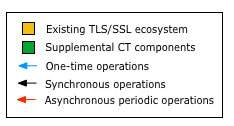 Existing TLS/SSL ecosystem
Supplemental CT components
One-time operations
Synchronous operations
Asynchronous periodic operations